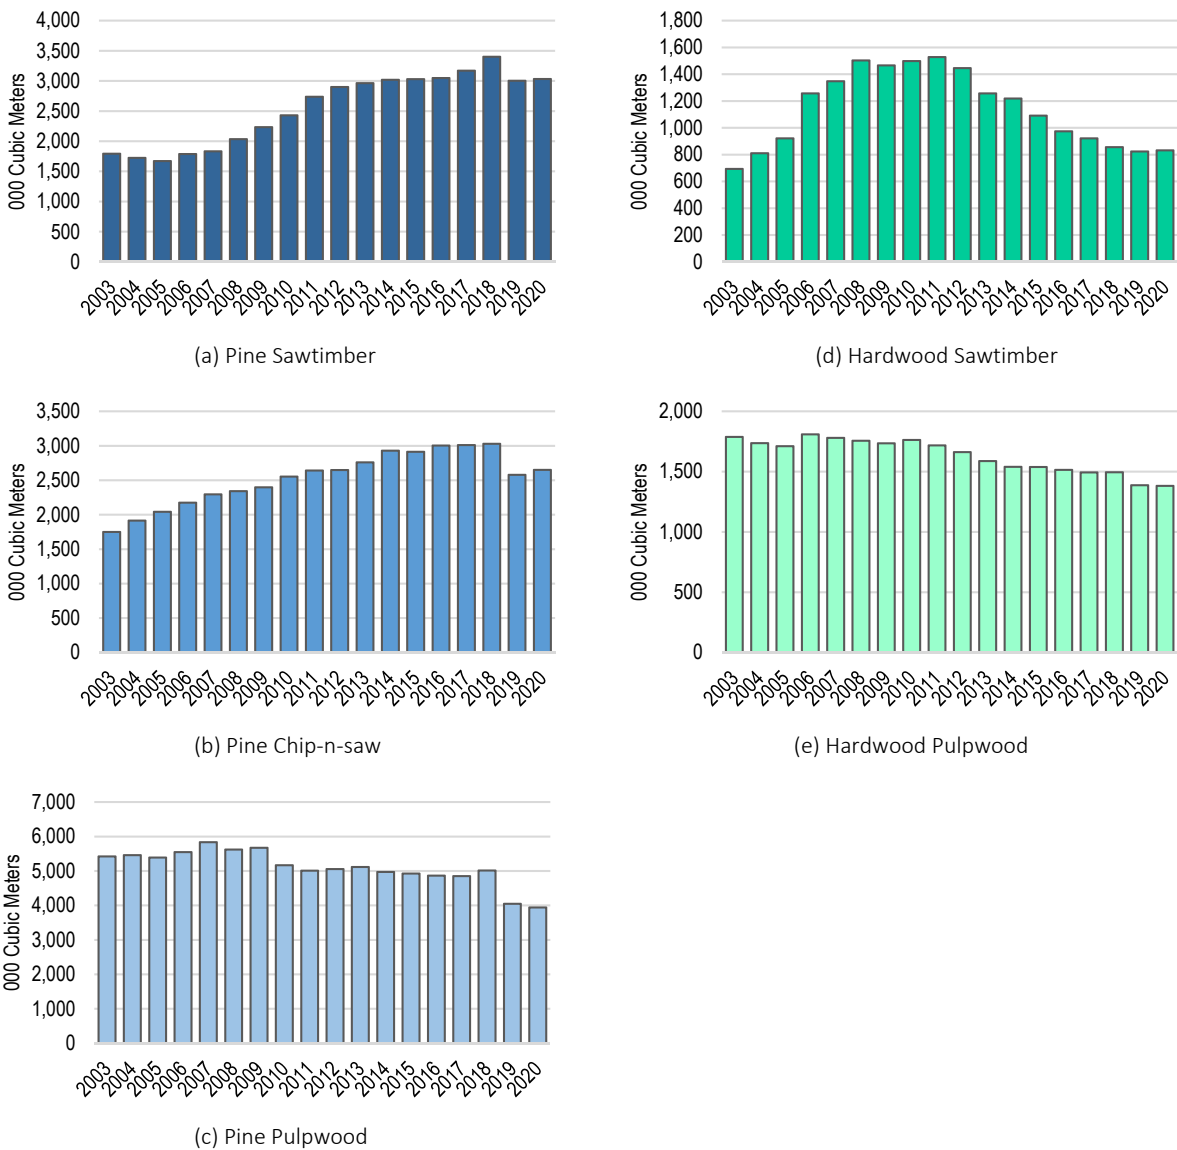 4,000
3,500
3,000
2,500
2,000
1,500
1,000
500
0
000 Cubic Meters
2003 2004 2005 2006 2007 2008 2009 2010 2011 2012 2013 2014 2015 2016 2017 2018 2019 2020
(a) Pine Sawtimber
1,800
1,600
1,400
1,200
1,000
800
600
400
200
0
000 Cubic Meters
2003 2004 2005 2006 2007 2008 2009 2010 2011 2012 2013 2014 2015 2016 2017 2018 2019 2020
(d) Hardwood Sawtimber
3,500
3,000
2,500
2,000
1,500
1,000
500
0
000 Cubic Meters
2003 2004 2005 2006 2007 2008 2009 2010 2011 2012 2013 2014 2015 2016 2017 2018 2019 2020
(b) Pine Chip-n-saw
2,000
1,500
1,000
500
0
000 Cubic Meters
2003 2004 2005 2006 2007 2008 2009 2010 2011 2012 2013 2014 2015 2016 2017 2018 2019 2020
(e) Hardwood Pulpwood
7,000
6,000
5,000
4,000
3,000
2,000
1,000
0
000 Cubic Meters
2003 2004 2005 2006 2007 2008 2009 2010 2011 2012 2013 2014 2015 2016 2017 2018 2019 2020
(c) Pine Pulpwood